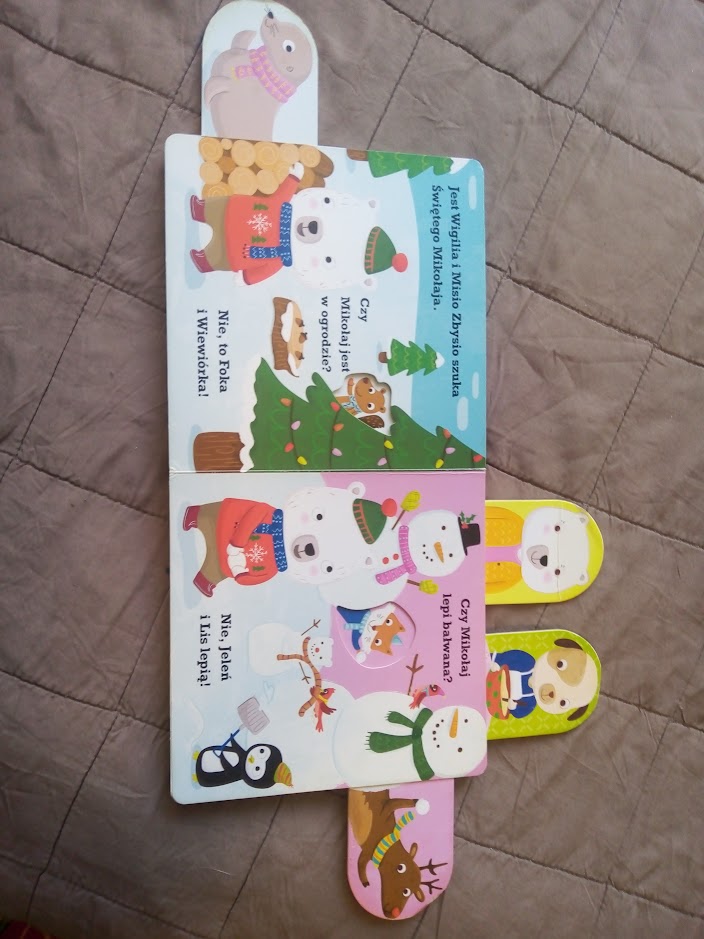 Jest Wigilia i Misio Zbysio szuka
Świętego Mikołaja.
Czy
Mikołaj jest
w ogrodzie?
Nie, to Foka
i Wiewiórka!
Czy Mikołaj
lepi bałwana?
Nie, Jeleń
i Lis lepią!